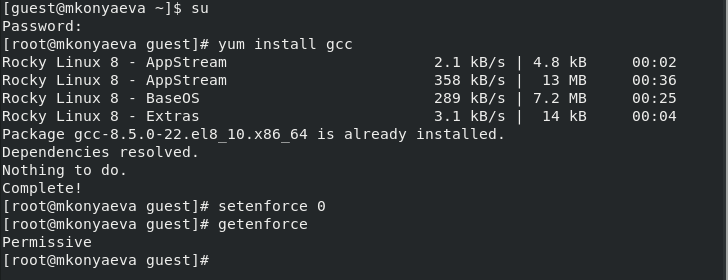 [guest@mkonyaeva ~]$ su
Password:
[root@mkonyaeva guest]# yum install gcc
Rocky Linux 8 - AppStream                       2.1 kB/s | 4.8 kB     00:02
Rocky Linux 8 - AppStream                       358 kB/s |  13 MB     00:36
Rocky Linux 8 - BaseOS                          289 kB/s | 7.2 MB     00:25
Rocky Linux 8 - Extras                          3.1 kB/s |  14 kB     00:04
Package gcc-8.5.0-22.el8_10.x86_64 is already installed.
Dependencies resolved.
Nothing to do.
Complete!
[root@mkonyaeva guest]# setenforce 0
[root@mkonyaeva guest]# getenforce
Permissive
[root@mkonyaeva guest]#